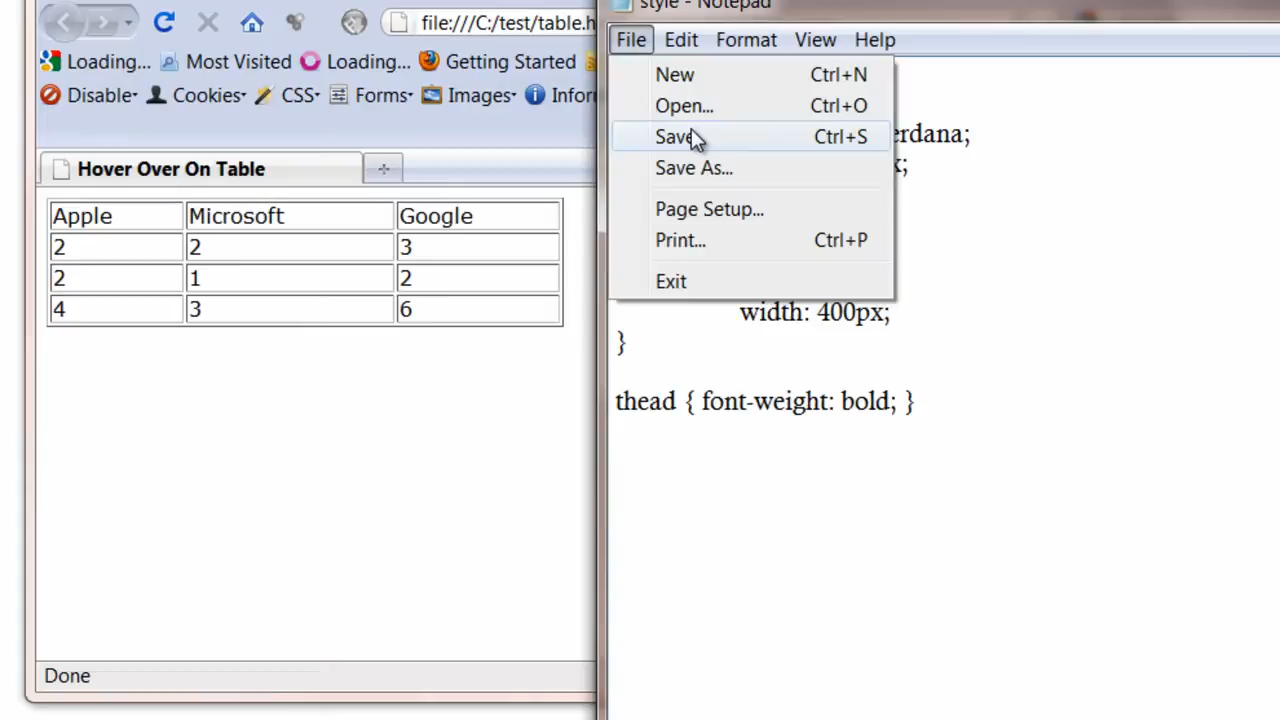 file:///C:/test/table.h
Loading... Most Visited Loading... Getting Started
Disable Cookies CSS Forms Images Infor
Hover Over On Table
Apple Microsoft Google
2 2 3
2 1 2
4 3 6
Done
style - Notepad
File Edit Format View Help
New Ctrl+N
Open... Ctrl+O
Save Ctrl+S
Save As...
Page Setup...
Print... Ctrl+P
Exit
erdana;
x;
width: 400px;
}
thead { font-weight: bold; }